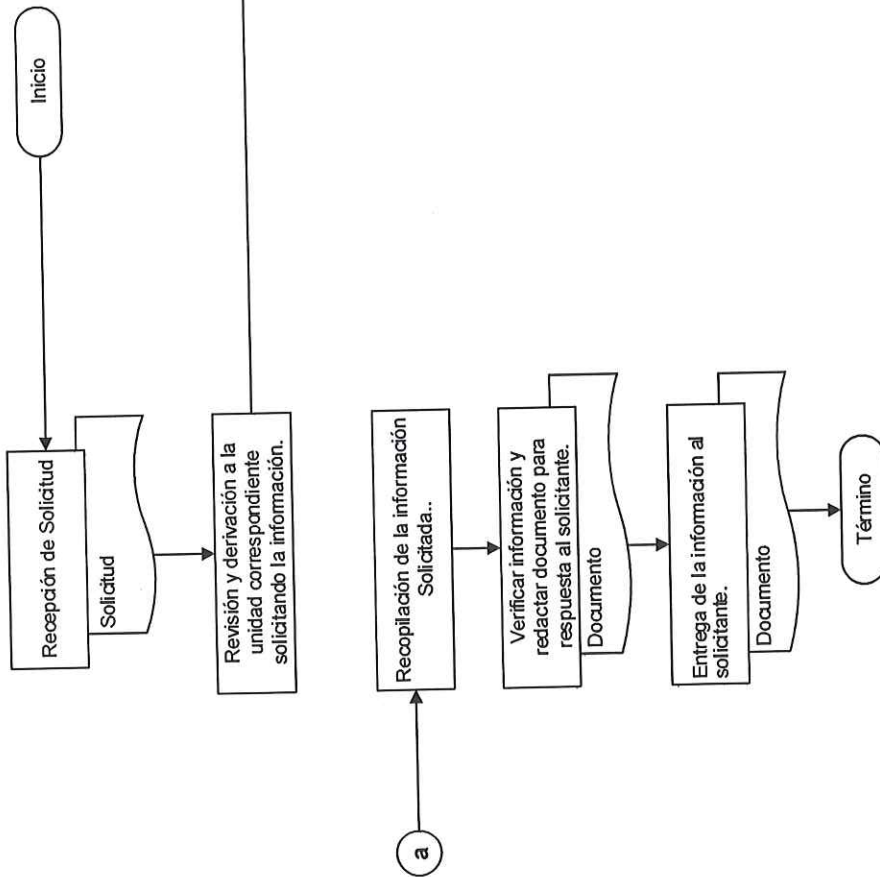 Inicio
Recepción de Solicitud
Solicitud
Revisión y derivación a la
unidad correspondiente
solicitando la información.
a
Recopilación de la información
Solicitada..
Verificar información y
redactar documento para
respuesta al solicitante.
Documento
Entrega de la información al
solicitante.
Documento
Término